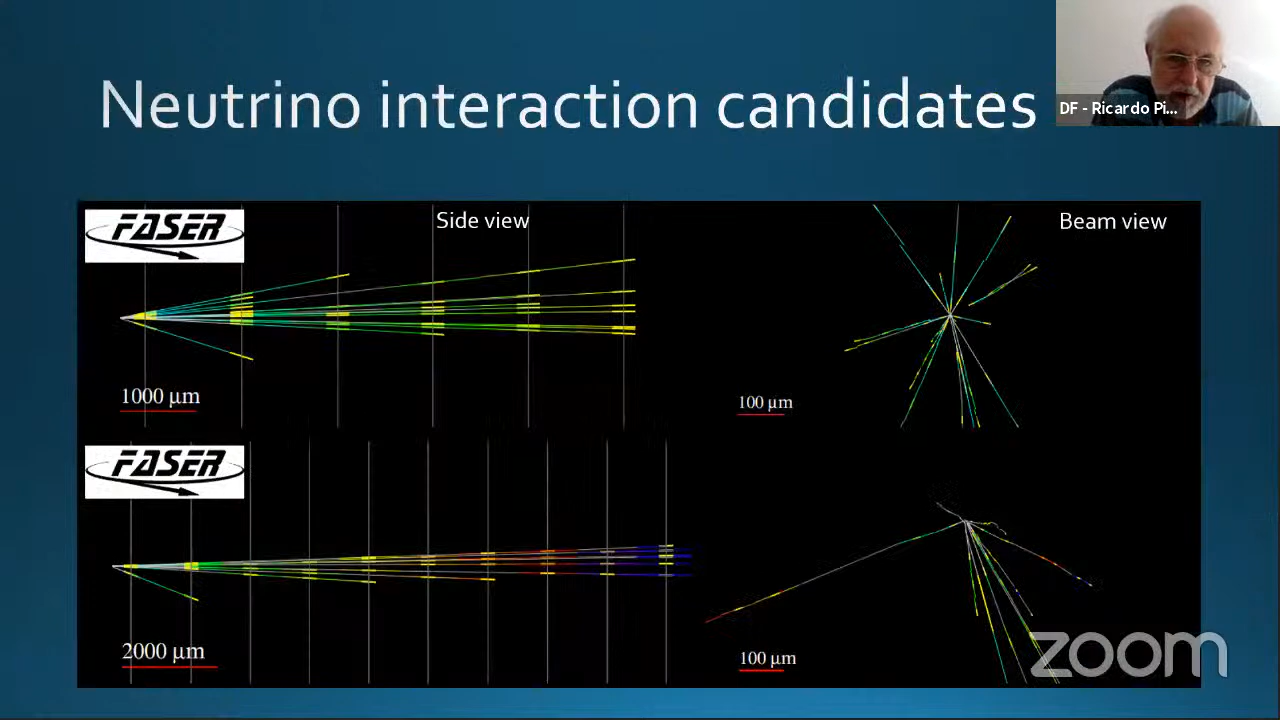 Neutrino interaction candidates
DF - Ricardo Pi...
FASER
Side view
Beam view
1000 μm
100 μm
FASER
2000 μm
100 μm
zoom